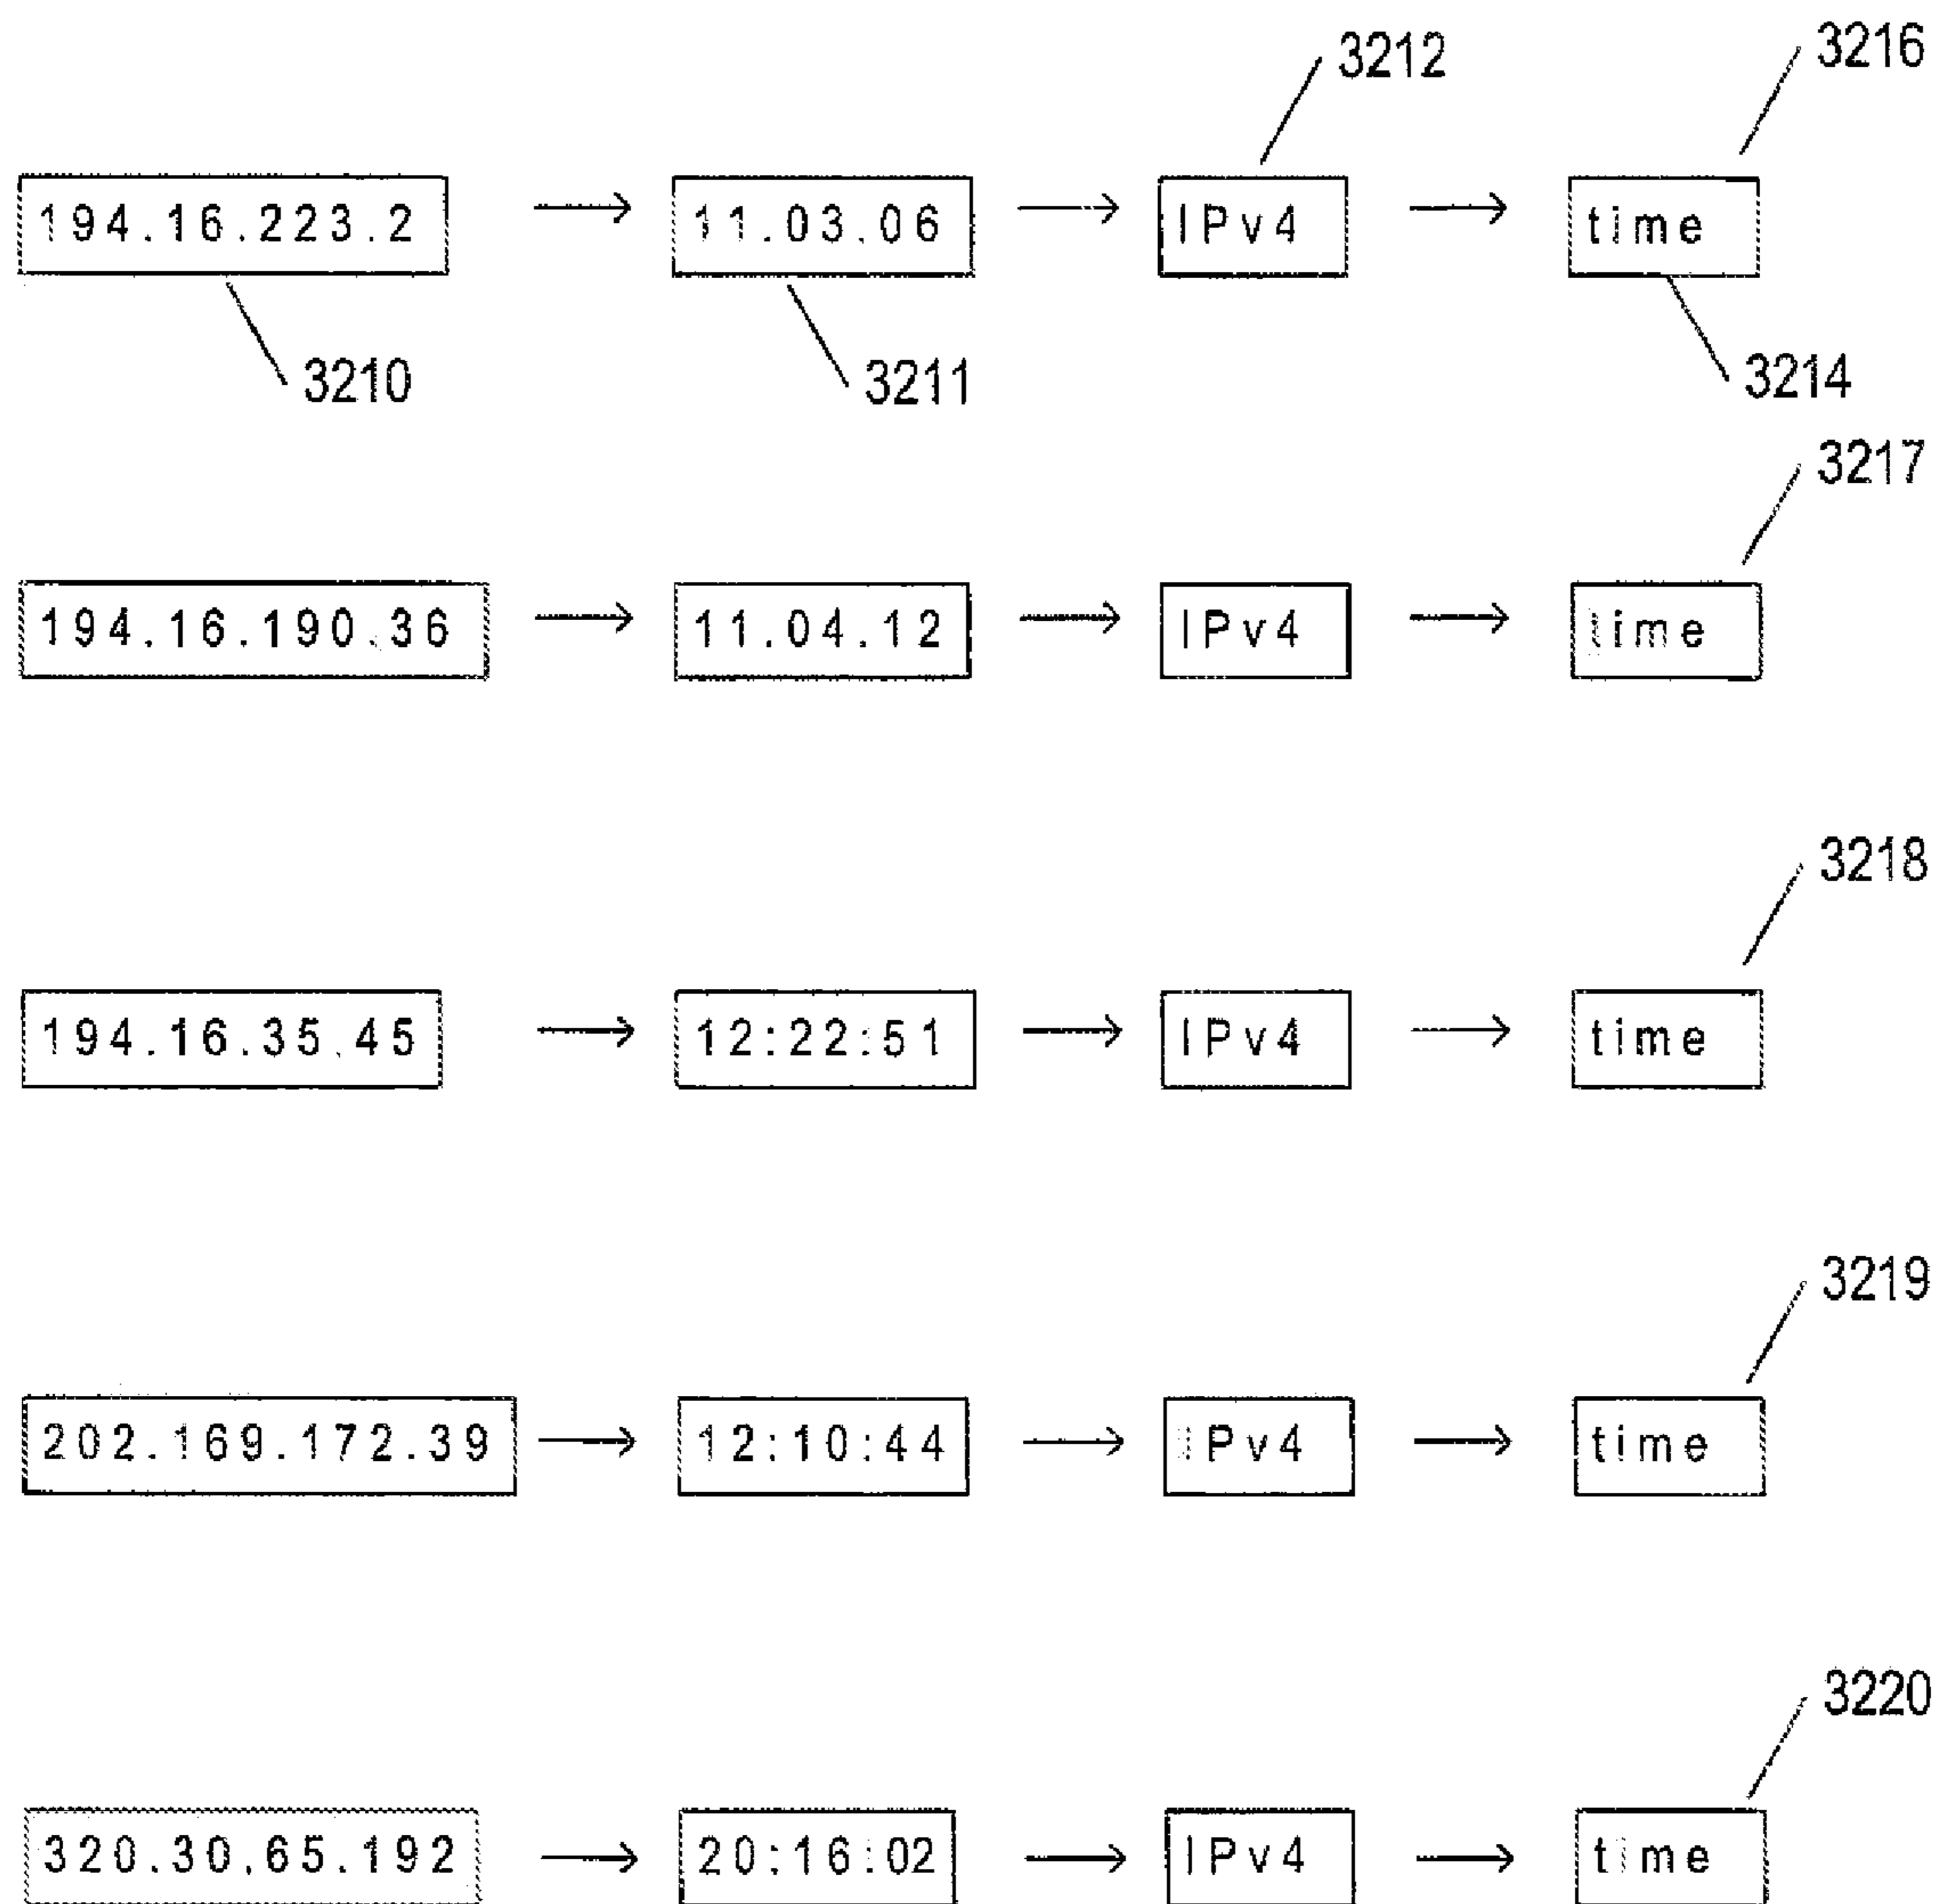 3212 3216
194.16.223.2 → 11.03.06 → IPv4 → time
3210 3211 3214
3217
194.16.190.36 → 11.04.12 → IPv4 → time
3218
194.16.35.45 → 12:22:51 → IPv4 → time
3219
202.169.172.39 → 12:10:44 → IPv4 → time
3220
320.30.65.192 → 20:16:02 → IPv4 → time